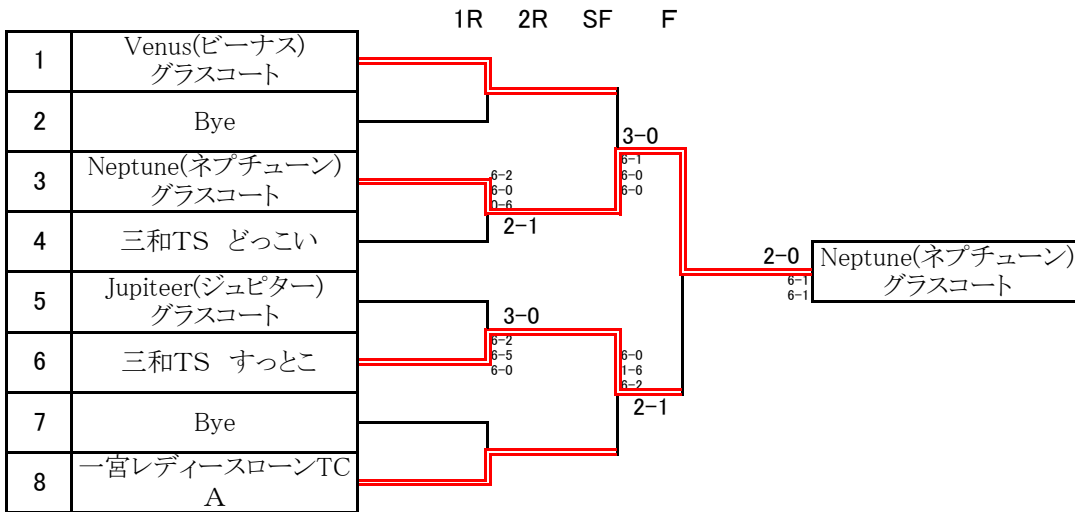 1R 2R SF F
1 Venus(ビーナス)
グラスコート
2 Bye
3 Neptune(ネプチューン)
グラスコート
4 三和TS どっこい
5 Jupiteer(ジュピター)
グラスコート
6 三和TS すっとこ
7 Bye
8 一宮レディースローンTC
A
6-2
6-0
0-6
2-1
3-0
6-2
6-5
6-0
3-0
6-1
6-0
6-0
6-0
1-6
6-2
2-1
2-0
6-1
6-1
Neptune(ネプチューン)
グラスコート